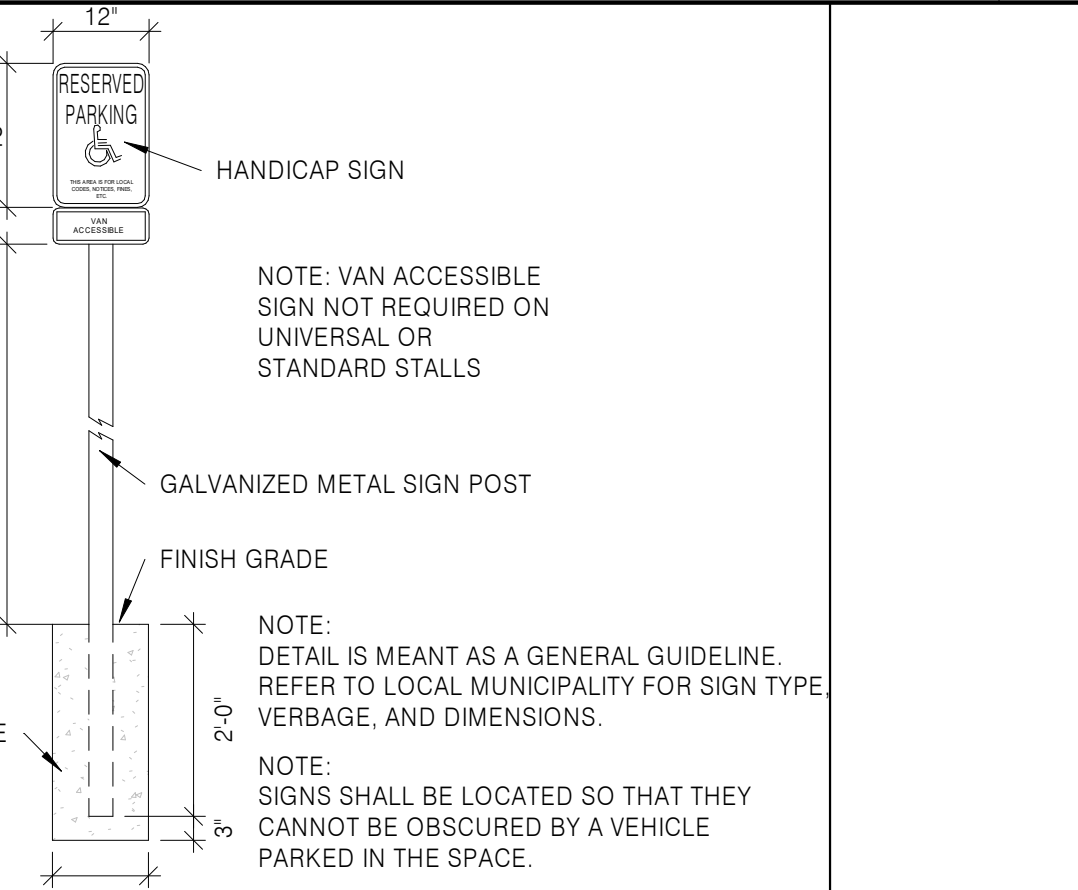 12"
RESERVED
PARKING
THIS AREA IS FOR LOCAL
CODES, NOTICES, FINES,
ETC.
VAN
ACCESSIBLE
HANDICAP SIGN
NOTE: VAN ACCESSIBLE
SIGN NOT REQUIRED ON
UNIVERSAL OR
STANDARD STALLS
GALVANIZED METAL SIGN POST
FINISH GRADE
NOTE:
DETAIL IS MEANT AS A GENERAL GUIDELINE.
REFER TO LOCAL MUNICIPALITY FOR SIGN TYPE,
VERBAGE, AND DIMENSIONS.
2'-0"
NOTE:
SIGNS SHALL BE LOCATED SO THAT THEY
CANNOT BE OBSCURED BY A VEHICLE
PARKED IN THE SPACE.
3"